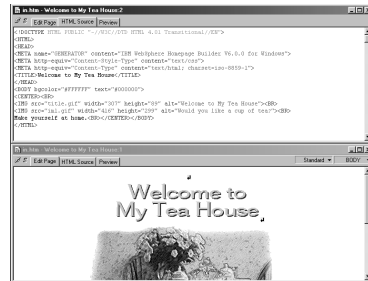 in.htm - Welcome to My Tea House:2
Edit Page HTML Source Preview
<!DOCTYPE HTML PUBLIC "-//W3C//DTD HTML 4.01 Transitional//EN">
<HTML>
<HEAD>
<META name="GENERATOR" content="IBM WebSphere Homepage Builder V6.0.0 for Windows">
<META http-equiv="Content-Style-Type" content="text/css">
<META http-equiv="Content-Type" content="text/html; charset=iso-8859-1">
<TITLE>Welcome to My Tea House</TITLE>
</HEAD>
<BODY bgcolor="#FFFFFF" text="#000000">
<CENTER><BR>
<IMG src="title.gif" width="307" height="89" alt="Welcome to My Tea House"><BR>
<IMG src="im1.gif" width="416" height="299" alt="Would you like a cup of tea?"><BR>
Make yourself at home.<BR></CENTER></BODY>
</HTML>
in.htm - Welcome to My Tea House:1
Edit Page HTML Source Preview Standard BODY
Welcome to
My Tea House